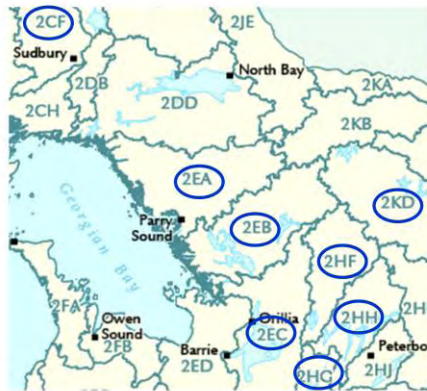 2CF
2JE
Sudbury
North Bay
2DB
2DD
2KA
2CH
2KB
2EA
2KD
Georgian Bay
Parry
Sound
2EB
2HF
2FA
Owen
Sound
2FB
Orillia
2EC
2HH
2H
Barrie
2ED
Peterbo
2HG
2HJ